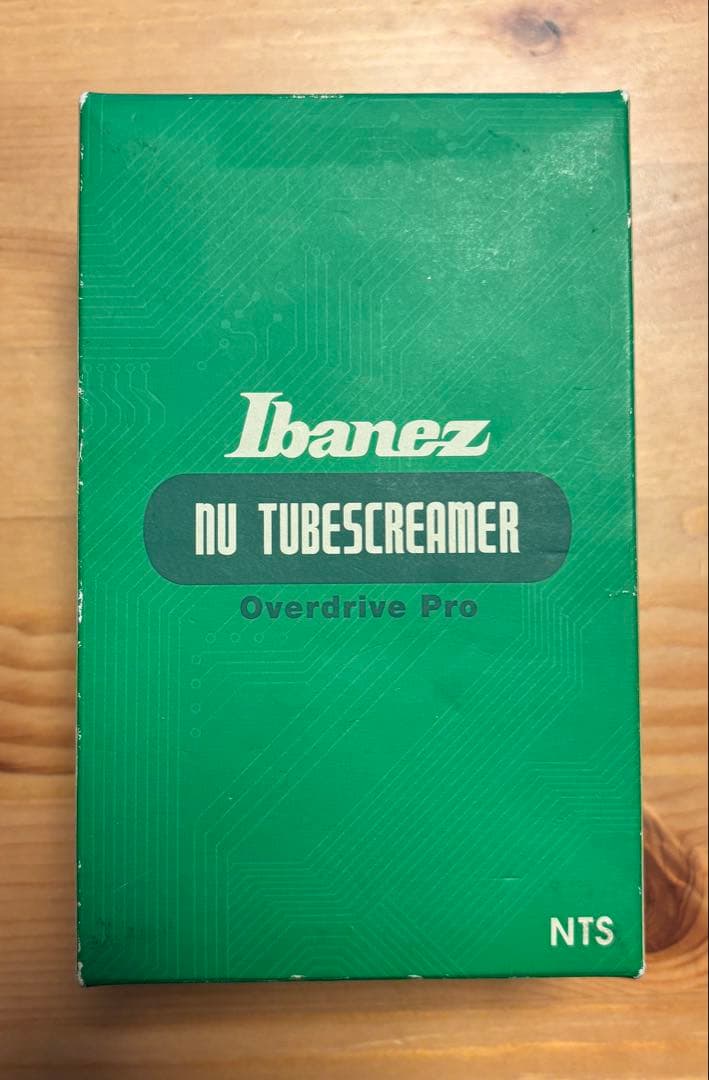 Ibanez
NU TUBESCREAMER
Overdrive Pro
NTS